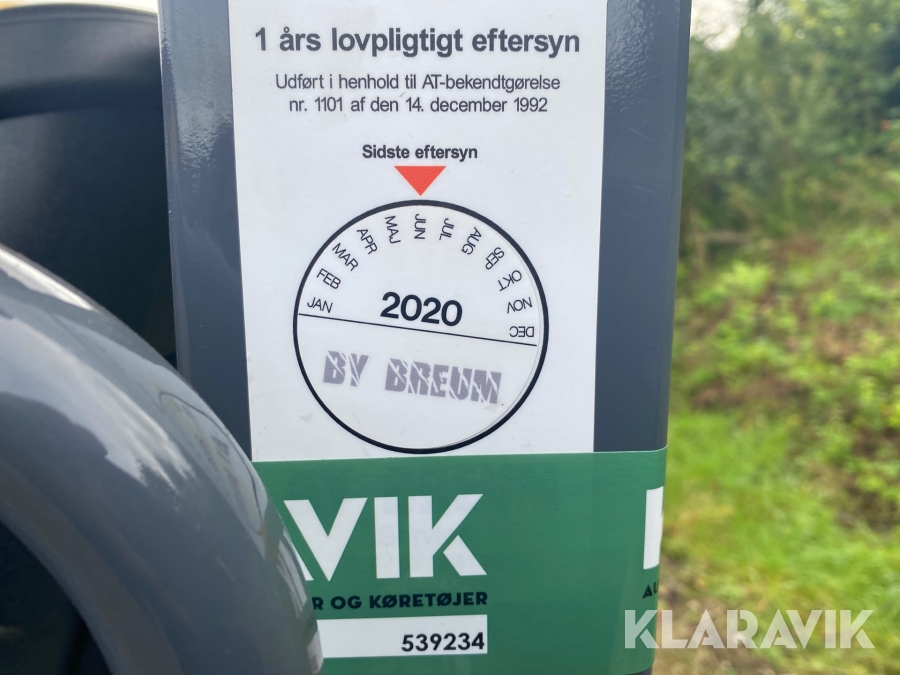 1 års lovpligtigt eftersyn
Udført i henhold til AT-bekendtgørelse
nr. 1101 af den 14. december 1992
Sidste eftersyn
JAN FEB MAR APR MAJ JUN JUL AUG SEP OKT NOV DEC
2020
BY BREUM
VIK
OG KØRETØJER
539234
KLARAVIK